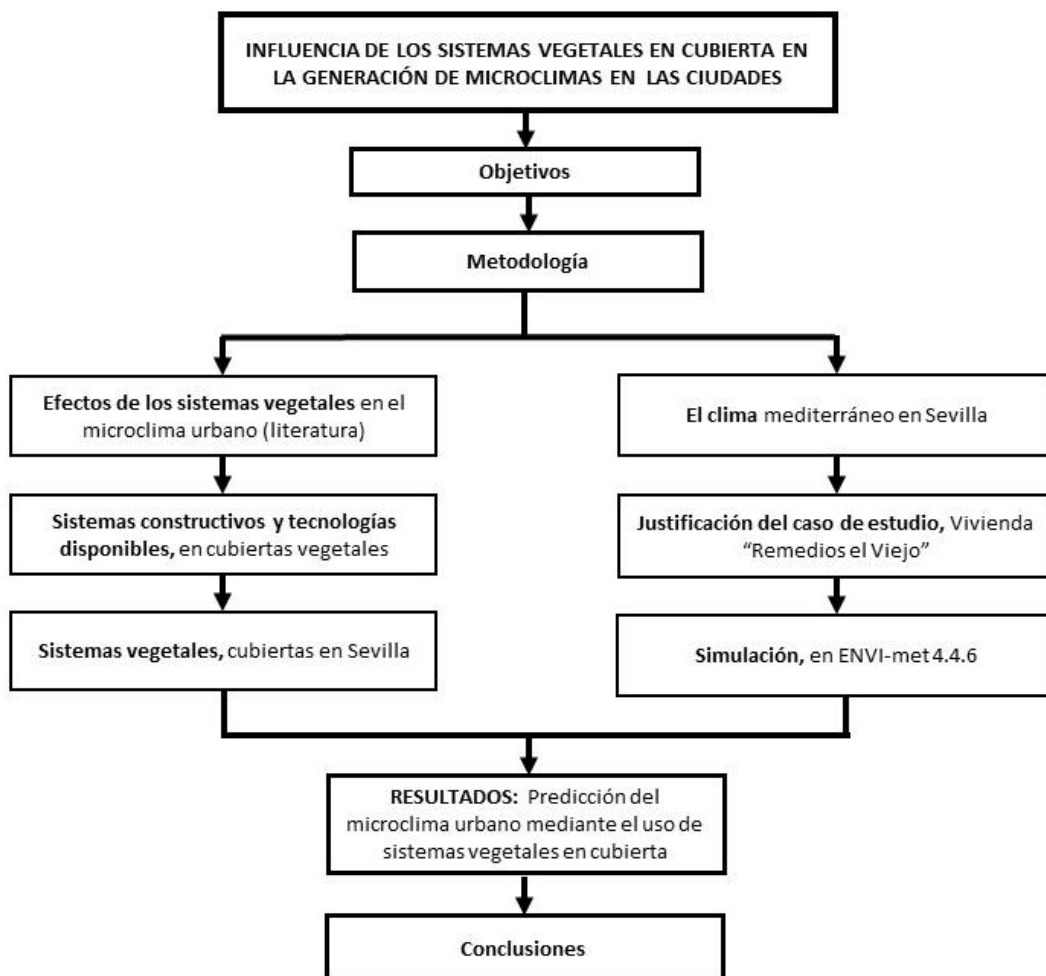 INFLUENCIA DE LOS SISTEMAS VEGETALES EN CUBIERTA EN
LA GENERACIÓN DE MICROCLIMAS EN LAS CIUDADES
Objetivos
Metodología
Efectos de los sistemas vegetales en el
microclima urbano (literatura)
Sistemas constructivos y tecnologías
disponibles, en cubiertas vegetales
Sistemas vegetales, cubiertas en Sevilla
El clima mediterráneo en Sevilla
Justificación del caso de estudio, Vivienda
“Remedios el Viejo”
Simulación, en ENVI-met 4.4.6
RESULTADOS: Predicción del
microclima urbano mediante el uso de
sistemas vegetales en cubierta
Conclusiones